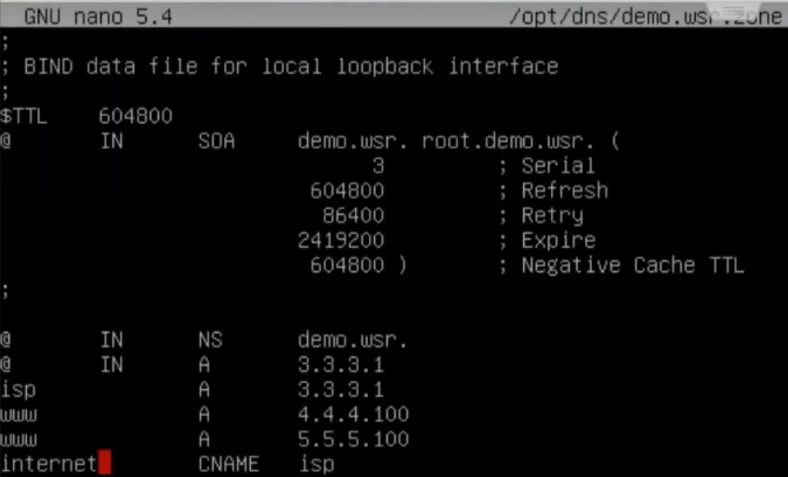 GNU nano 5.4 /opt/dns/demo.wsr.zone
;
; BIND data file for local loopback interface
;
$TTL 604800
@ IN SOA demo.wsr. root.demo.wsr. (
3 ; Serial
604800 ; Refresh
86400 ; Retry
2419200 ; Expire
604800 ) ; Negative Cache TTL
;
@ IN NS demo.wsr.
@ IN A 3.3.3.1
isp A 3.3.3.1
www A 4.4.4.100
www A 5.5.5.100
internet CNAME isp